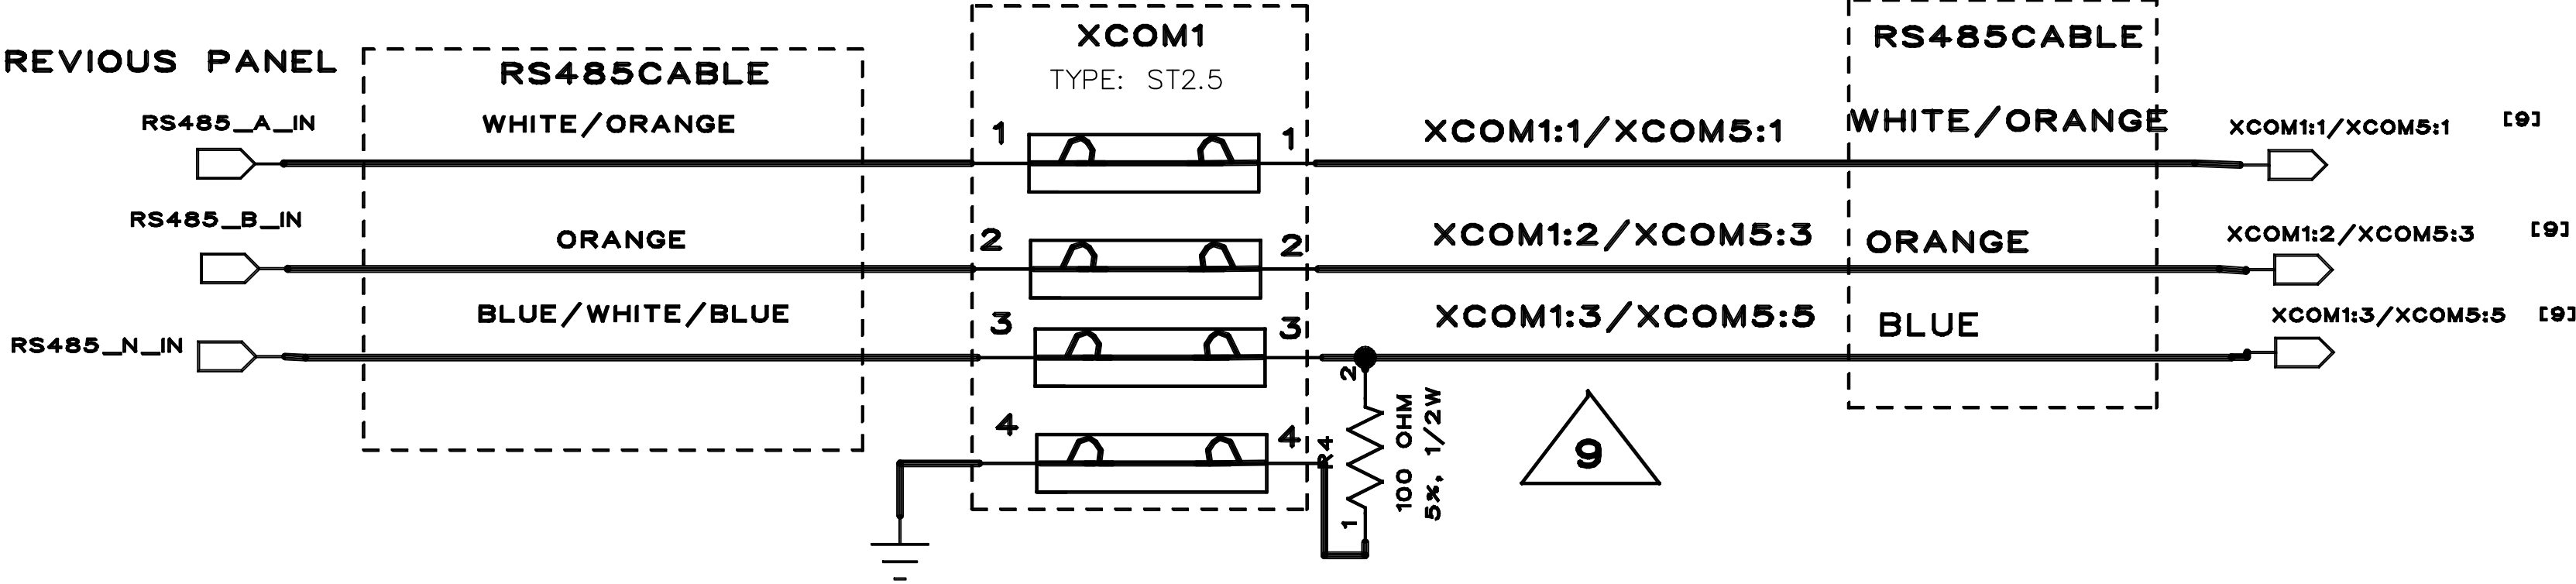 REVIOUS PANEL
RS485CABLE
XCOM1
TYPE: ST2.5
RS485CABLE
RS485_A_IN
WHITE/ORANGE
1
1
XCOM1:1/XCOM5:1
WHITE/ORANGE
XCOM1:1/XCOM5:1
[9]
RS485_B_IN
ORANGE
2
2
XCOM1:2/XCOM5:3
ORANGE
XCOM1:2/XCOM5:3
[9]
RS485_N_IN
BLUE/WHITE/BLUE
3
3
XCOM1:3/XCOM5:5
BLUE
XCOM1:3/XCOM5:5
[9]
4
4
2
R4
1
100 OHM
5%, 1/2W
9